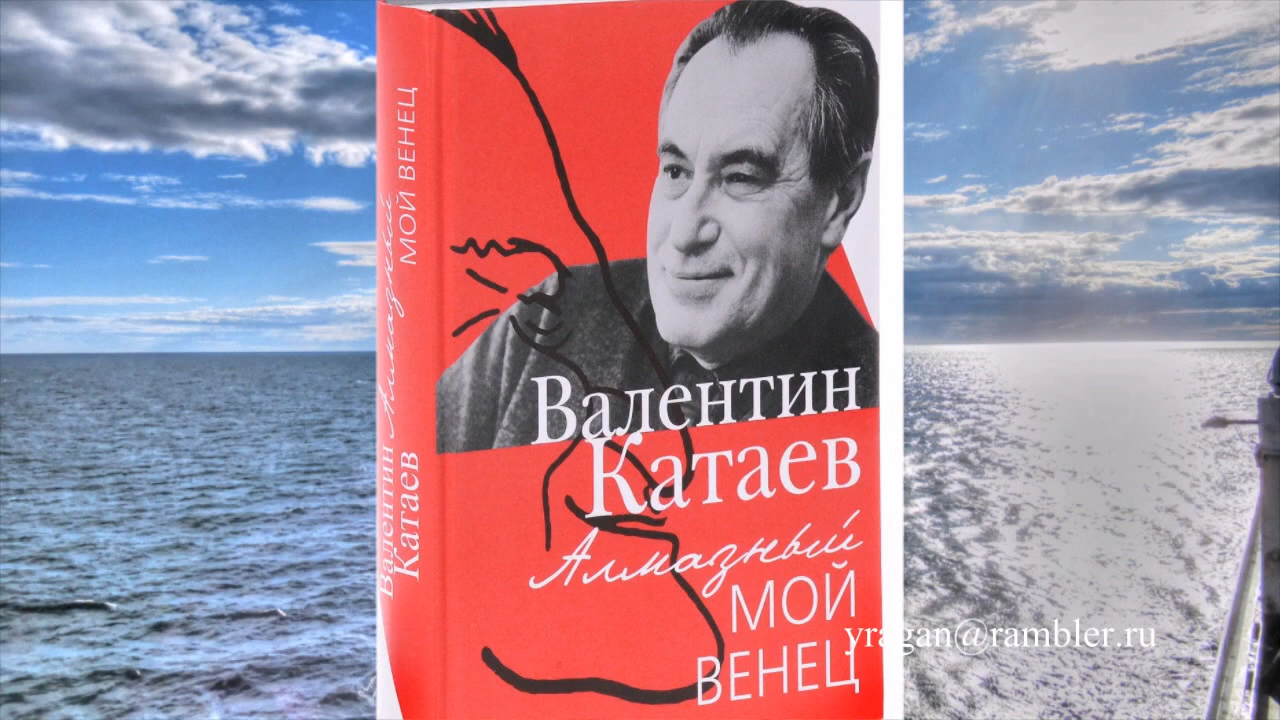 Валентин Катаев Алмазный МОЙ ВЕНЕЦ
Валентин
Катаев
Алмазный
МОЙ
ВЕНЕЦ
yragan@rambler.ru